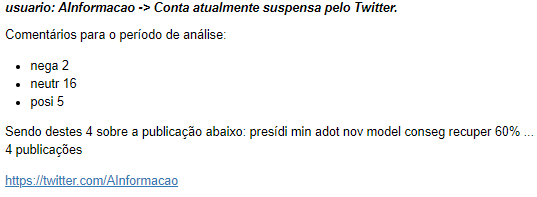 usuario: AInformacao -> Conta atualmente suspensa pelo Twitter.
Comentários para o período de análise:
• nega 2
• neutr 16
• posi 5
Sendo destes 4 sobre a publicação abaixo: presídi min adot nov model conseg recuper 60% ...
4 publicações
https://twitter.com/AInformacao